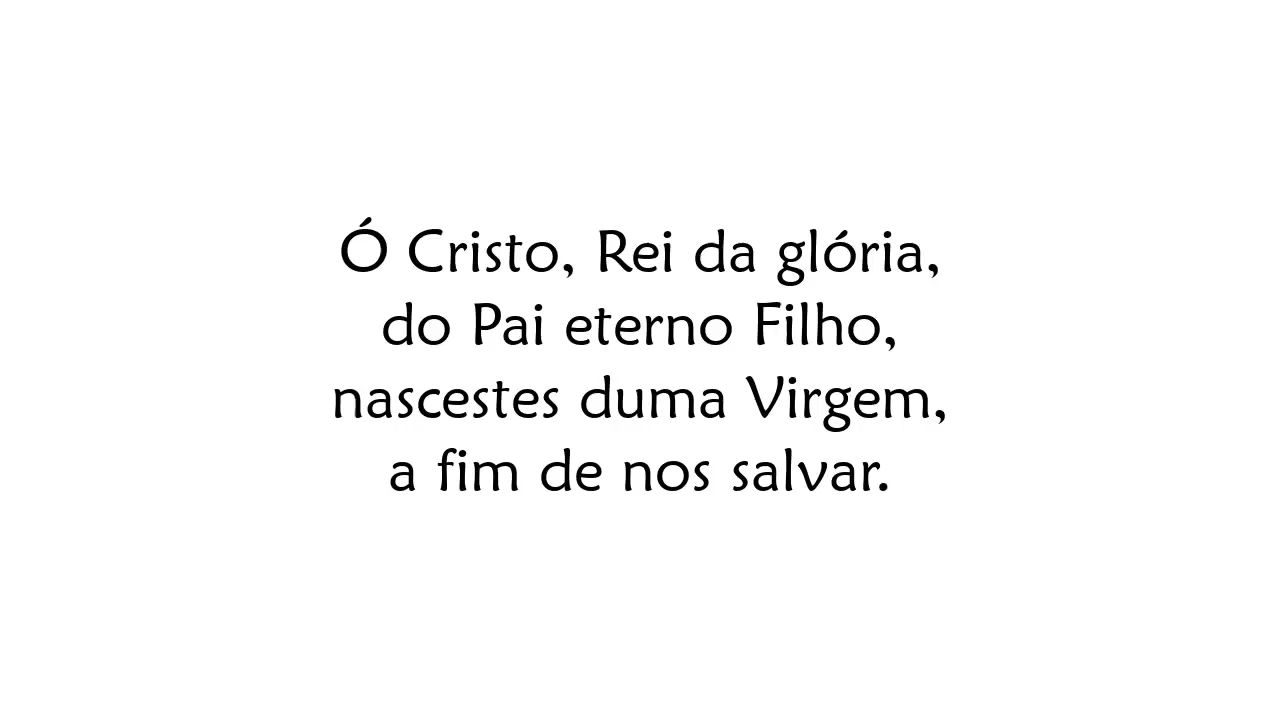 Ó Cristo, Rei da glória,
do Pai eterno Filho,
nascestes duma Virgem,
a fim de nos salvar.